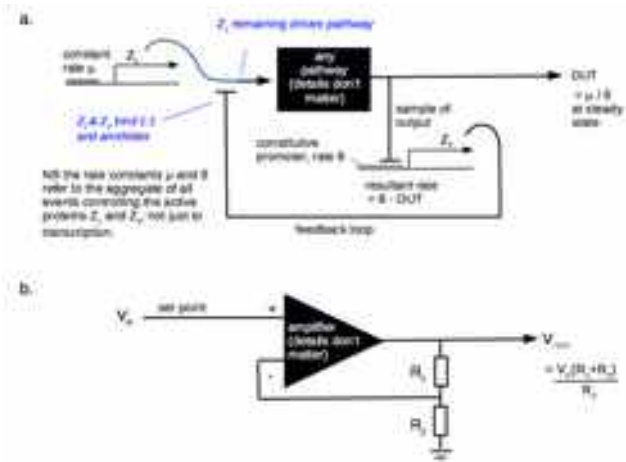 a.
Z₁ remaining drives pathway
constant
rate μ
Z₁
any
pathway
(details don't
matter)
OUT
= μ / θ
at steady
state
Z₁ & Z₂ bind 1:1
and annihilate
sample of
output
constitutive
promoter, rate θ
Z₂
resultant rate
= θ · OUT
NB the rate constants μ and θ
refer to the aggregate of all
events controlling the active
proteins Z₁ and Z₂, not just to
transcription.
feedback loop
b.
set point
+
amplifier
(details don't
matter)
-
R₁
R₂